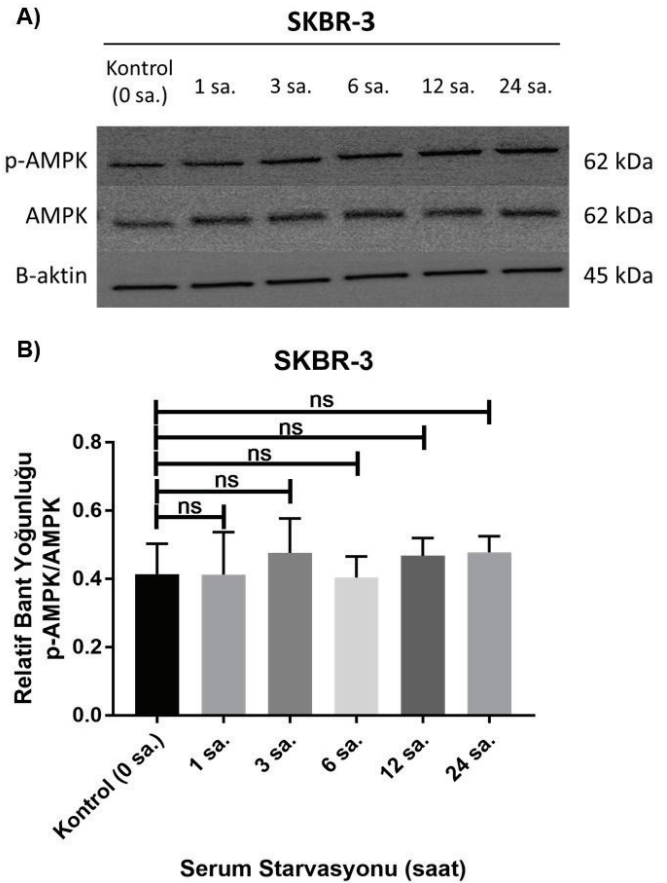 A)
SKBR-3
Kontrol
(0 sa.) 1 sa. 3 sa. 6 sa. 12 sa. 24 sa.
p-AMPK 62 kDa
AMPK 62 kDa
B-aktin 45 kDa
B)
SKBR-3
ns
ns
ns
ns
ns
0.8
0.6
0.4
0.2
0.0
Relatif Bant Yoğunluğu
p-AMPK/AMPK
Kontrol (0 sa.) 1 sa. 3 sa. 6 sa. 12 sa. 24 sa.
Serum Starvasyonu (saat)